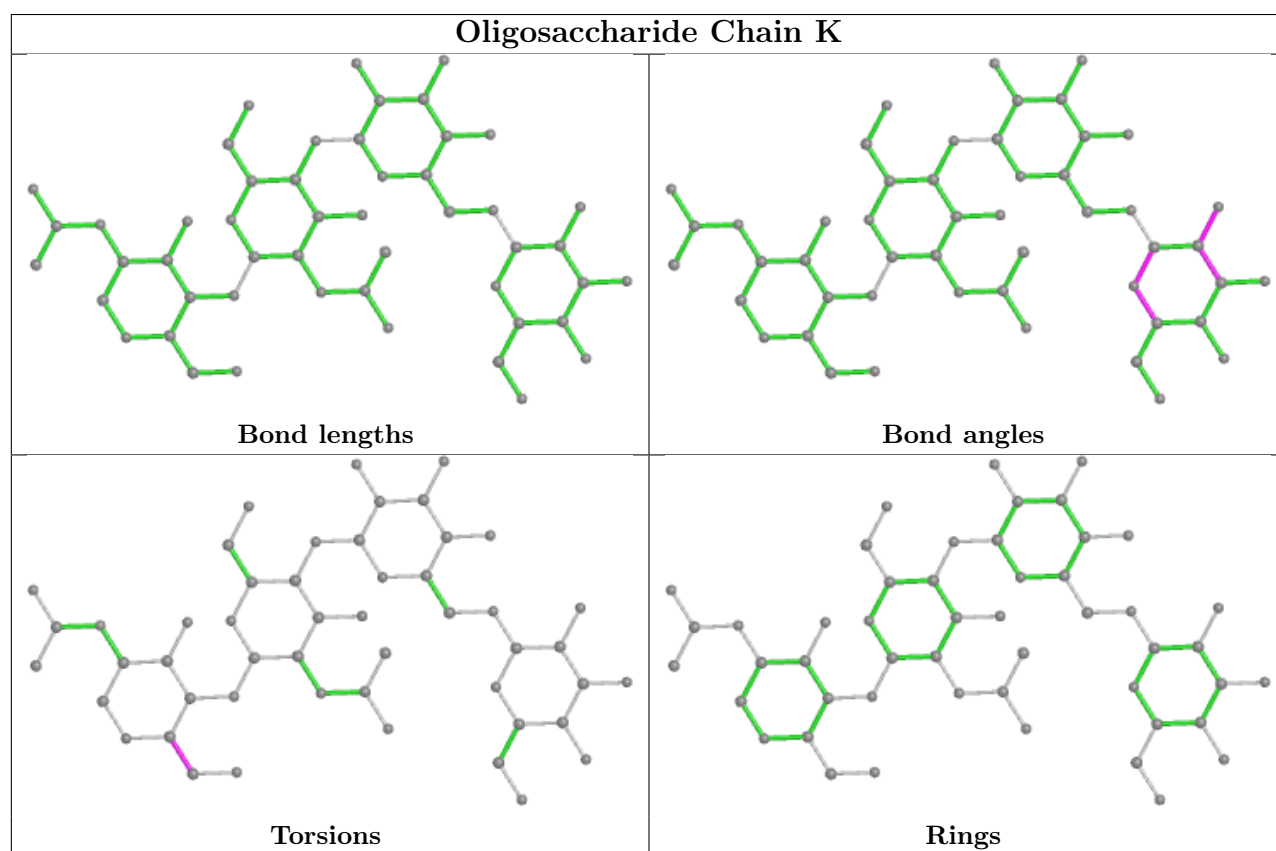 Oligosaccharide Chain K
Bond lengths
Bond angles
Torsions
Rings